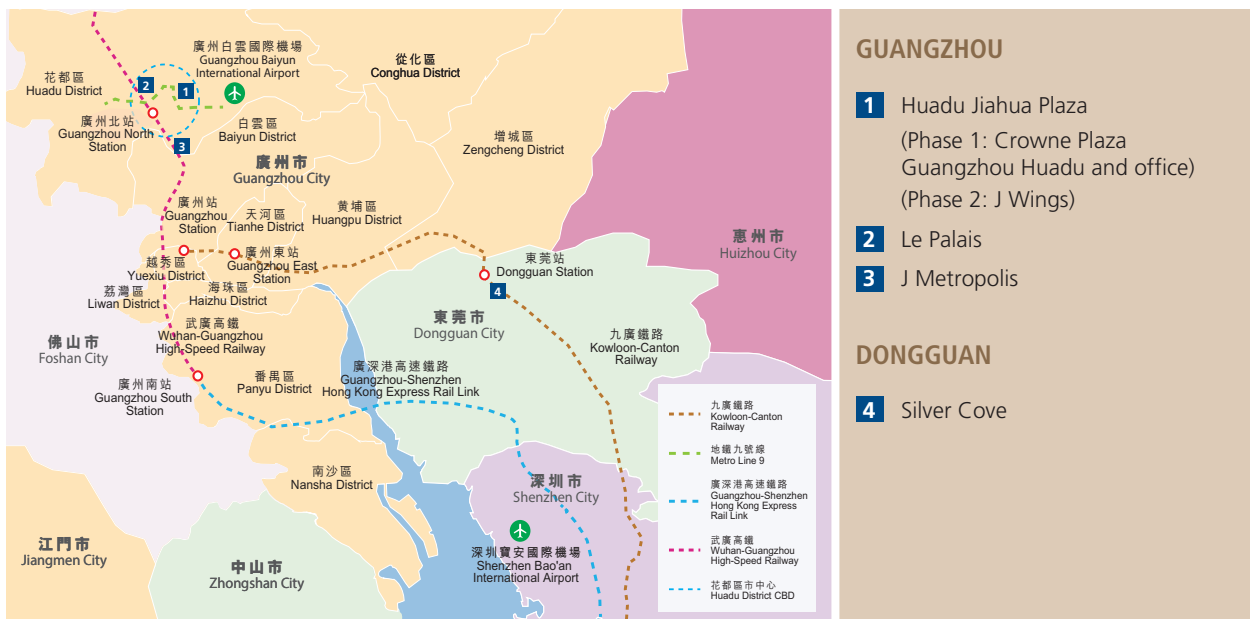 廣州白雲國際機場
Guangzhou Baiyun
International Airport
從化區
Conghua District
花都區
Huadu District
2
1
廣州北站
Guangzhou North
Station
3
白雲區
Baiyun District
增城區
Zengcheng District
廣州市
Guangzhou City
廣州站
Guangzhou
Station
天河區
Tianhe District
黄埔區
Huangpu District
惠州市
Huizhou City
越秀區
Yuexiu District
廣州東站
Guangzhou East
Station
東莞站
Dongguan Station
4
荔灣區
Liwan District
海珠區
Haizhu District
東莞市
Dongguan City
武廣高鐵
Wuhan-Guangzhou
High-Speed Railway
九廣鐵路
Kowloon-Canton
Railway
佛山市
Foshan City
廣深港高速鐵路
Guangzhou-Shenzhen
Hong Kong Express Rail Link
番禺區
Panyu District
廣州南站
Guangzhou South
Station
南沙區
Nansha District
深圳市
Shenzhen City
深圳寶安國際機場
Shenzhen Bao'an
International Airport
江門市
Jiangmen City
中山市
Zhongshan City
九廣鐵路
Kowloon-Canton
Railway
地鐵九號線
Metro Line 9
廣深港高速鐵路
Guangzhou-Shenzhen
Hong Kong Express
Rail Link
武廣高鐵
Wuhan-Guangzhou
High-Speed Railway
花都區市中心
Huadu District CBD
GUANGZHOU
1 Huadu Jiahua Plaza
(Phase 1: Crowne Plaza
Guangzhou Huadu and office)
(Phase 2: J Wings)
2 Le Palais
3 J Metropolis
DONGGUAN
4 Silver Cove